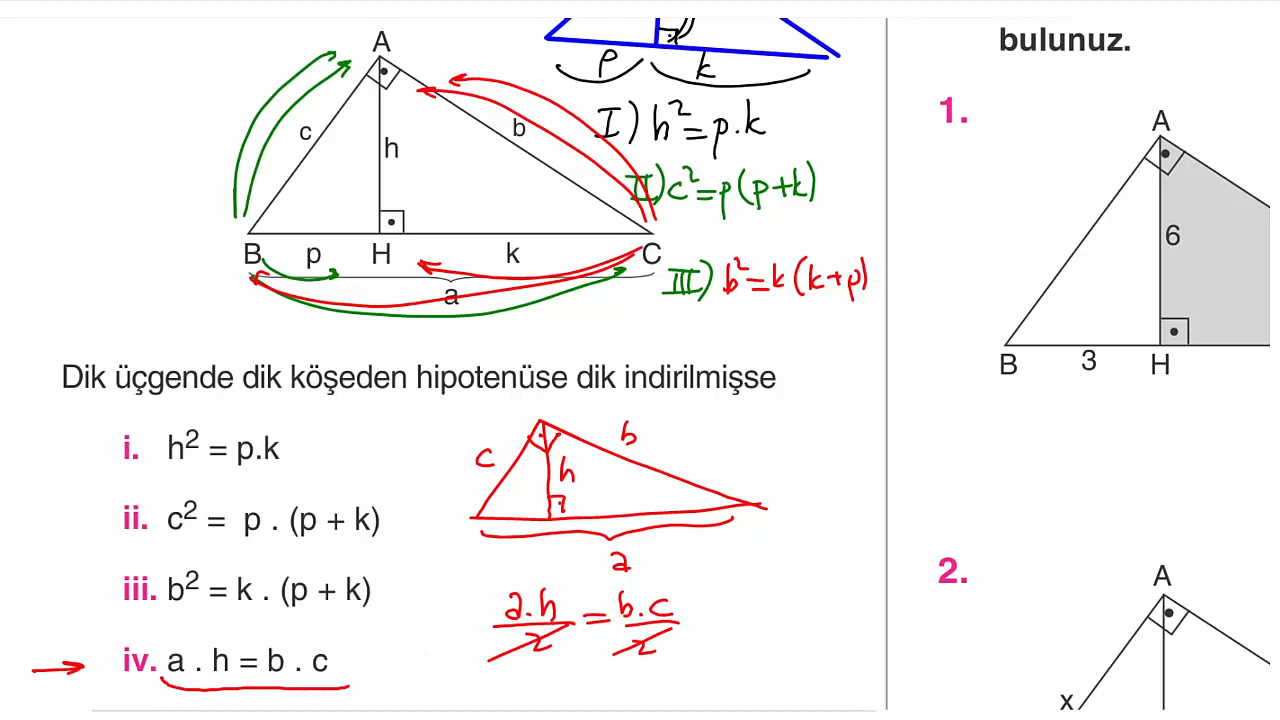 A
c
h
b
B
p
H
k
C
a
p
k
I) h² = p.k
II) c² = p(p+k)
III) b² = k(k+p)
Dik üçgende dik köşeden hipotenüse dik indirilmişse
i. h² = p.k
ii. c² = p . (p + k)
iii. b² = k . (p + k)
iv. a . h = b . c
c
b
h
a
a.h/2 = b.c/2
bulunuz.
1.
A
6
B
3
H
2.
A
x